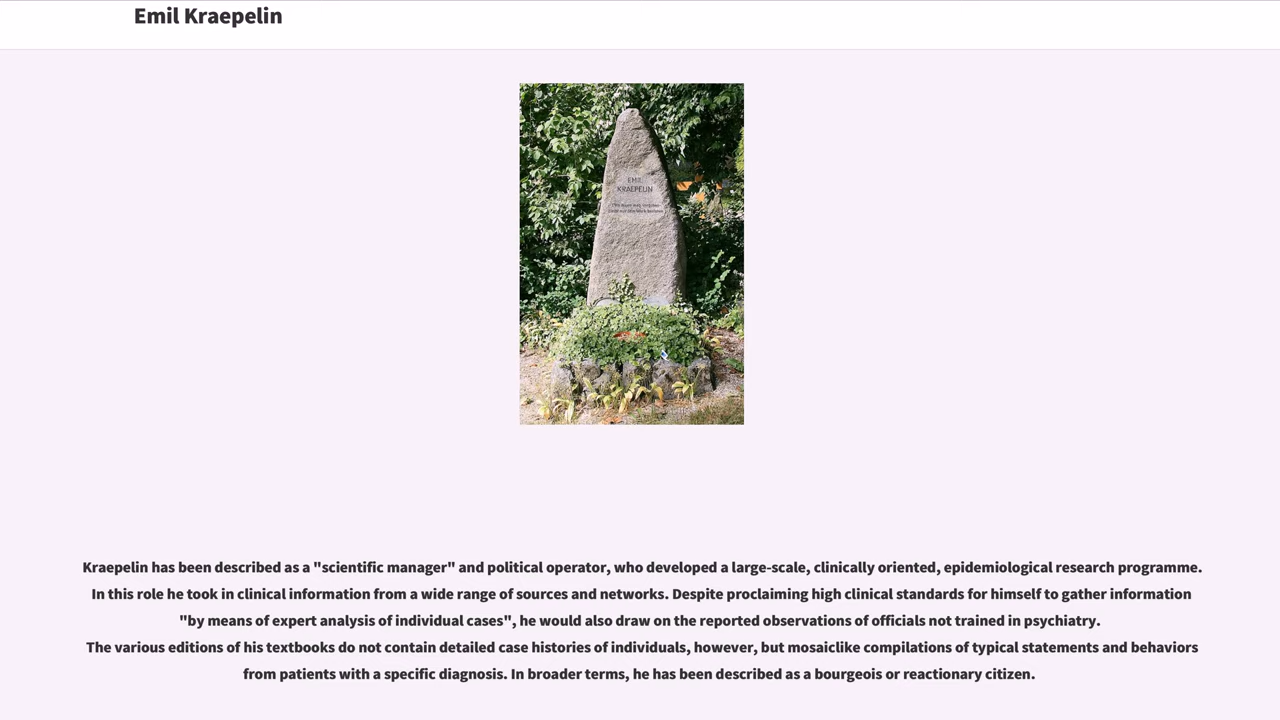 Emil Kraepelin
EMIL
KRAEPELIN
Kraepelin has been described as a "scientific manager" and political operator, who developed a large-scale, clinically oriented, epidemiological research programme.
In this role he took in clinical information from a wide range of sources and networks. Despite proclaiming high clinical standards for himself to gather information
"by means of expert analysis of individual cases", he would also draw on the reported observations of officials not trained in psychiatry.
The various editions of his textbooks do not contain detailed case histories of individuals, however, but mosaiclike compilations of typical statements and behaviors
from patients with a specific diagnosis. In broader terms, he has been described as a bourgeois or reactionary citizen.